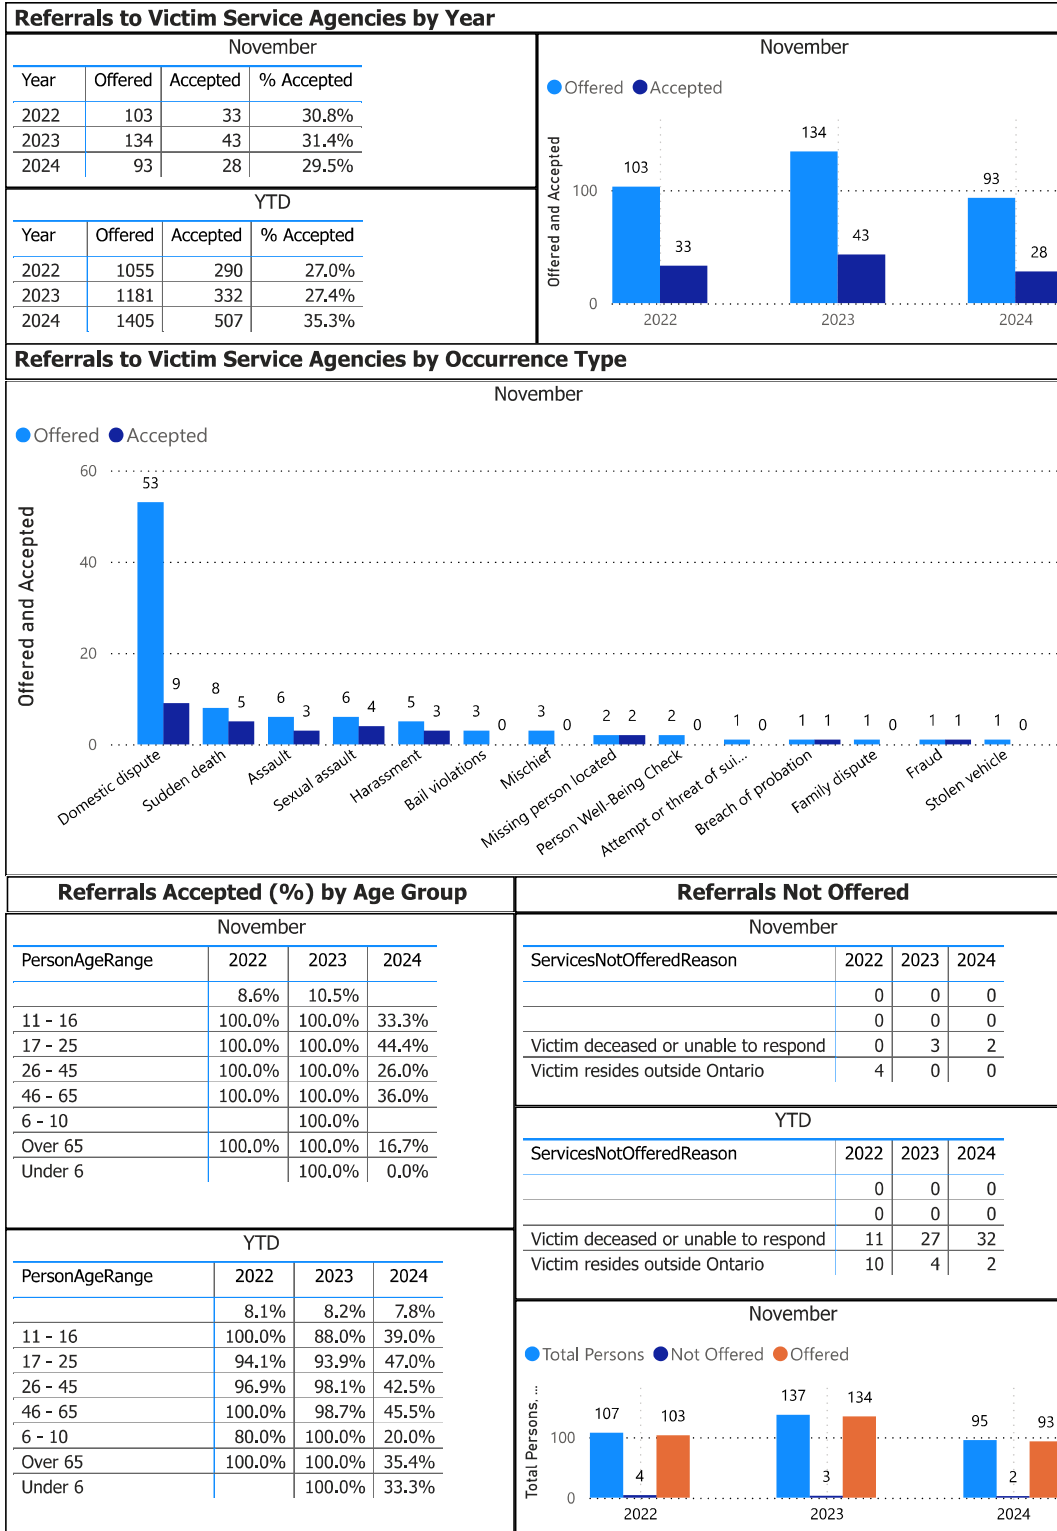 Referrals to Victim Service Agencies by Year
November
Year Offered Accepted % Accepted
2022 103 33 30.8%
2023 134 43 31.4%
2024 93 28 29.5%
YTD
Year Offered Accepted % Accepted
2022 1055 290 27.0%
2023 1181 332 27.4%
2024 1405 507 35.3%
November
Offered Accepted
Offered and Accepted
100
0
103 33 134 43 93 28
2022 2023 2024
Referrals to Victim Service Agencies by Occurrence Type
November
Offered Accepted
Offered and Accepted
60
40
20
0
53 9 8 5 6 3 6 4 5 3 3 0 3 0 2 2 2 0 1 0 1 1 1 0 1 1 1 0
Domestic dispute
Sudden death
Assault
Sexual assault
Harassment
Bail violations
Mischief
Missing person located
Person Well-Being Check
Attempt or threat of sui...
Breach of probation
Family dispute
Fraud
Stolen vehicle
Referrals Accepted (%) by Age Group
November
PersonAgeRange 2022 2023 2024
8.6% 10.5%
11 - 16 100.0% 100.0% 33.3%
17 - 25 100.0% 100.0% 44.4%
26 - 45 100.0% 100.0% 26.0%
46 - 65 100.0% 100.0% 36.0%
6 - 10 100.0%
Over 65 100.0% 100.0% 16.7%
Under 6 100.0% 0.0%
YTD
PersonAgeRange 2022 2023 2024
8.1% 8.2% 7.8%
11 - 16 100.0% 88.0% 39.0%
17 - 25 94.1% 93.9% 47.0%
26 - 45 96.9% 98.1% 42.5%
46 - 65 100.0% 98.7% 45.5%
6 - 10 80.0% 100.0% 20.0%
Over 65 100.0% 100.0% 35.4%
Under 6 100.0% 33.3%
Referrals Not Offered
November
ServicesNotOfferedReason 2022 2023 2024
0 0 0
0 0 0
Victim deceased or unable to respond 0 3 2
Victim resides outside Ontario 4 0 0
YTD
ServicesNotOfferedReason 2022 2023 2024
0 0 0
0 0 0
Victim deceased or unable to respond 11 27 32
Victim resides outside Ontario 10 4 2
November
Total Persons Not Offered Offered
Total Persons, ...
100
0
107 4 103 137 3 134 95 2 93
2022 2023 2024